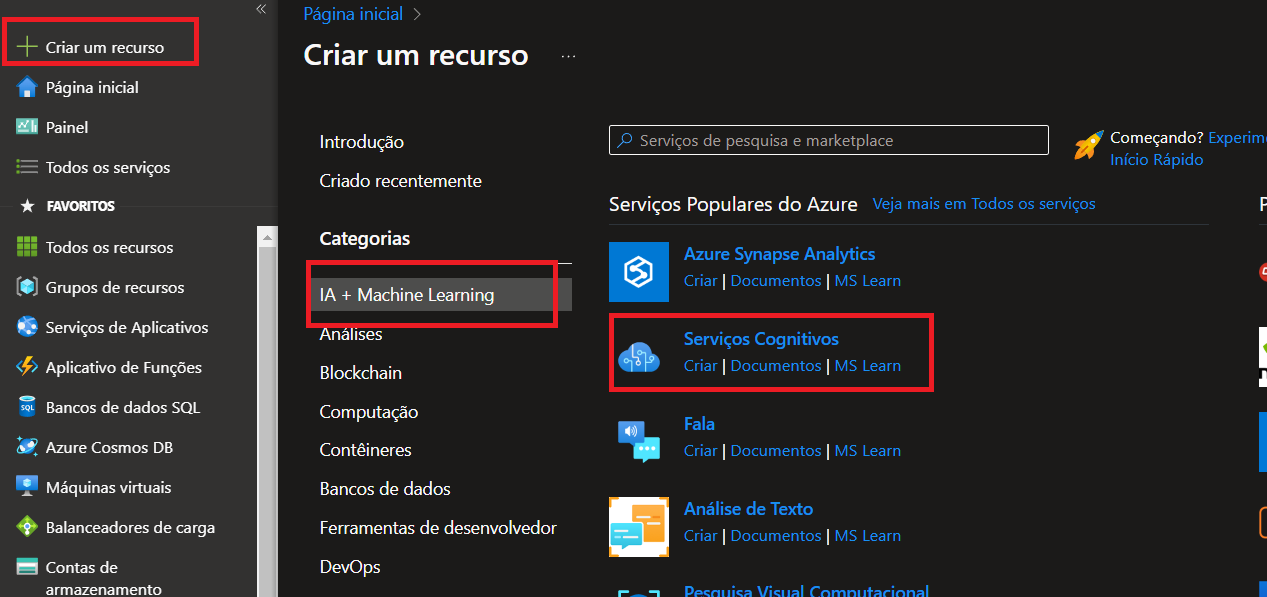 «
Criar um recurso
Página inicial
Painel
Todos os serviços
FAVORITOS
Todos os recursos
Grupos de recursos
Serviços de Aplicativos
Aplicativo de Funções
SQL
Bancos de dados SQL
Azure Cosmos DB
Máquinas virtuais
Balanceadores de carga
Contas de
armazenamento
Página inicial >
Criar um recurso ...
Introdução
Criado recentemente
Categorias
IA + Machine Learning
Análises
Blockchain
Computação
Contêineres
Bancos de dados
Ferramentas de desenvolvedor
DevOps
Serviços de pesquisa e marketplace
Começando?
Início Rápido
Serviços Populares do Azure Veja mais em Todos os serviços
Azure Synapse Analytics
Criar | Documentos | MS Learn
Serviços Cognitivos
Criar | Documentos | MS Learn
Fala
Criar | Documentos | MS Learn
Análise de Texto
Criar | Documentos | MS Learn
Pesquisa Visual Computacional